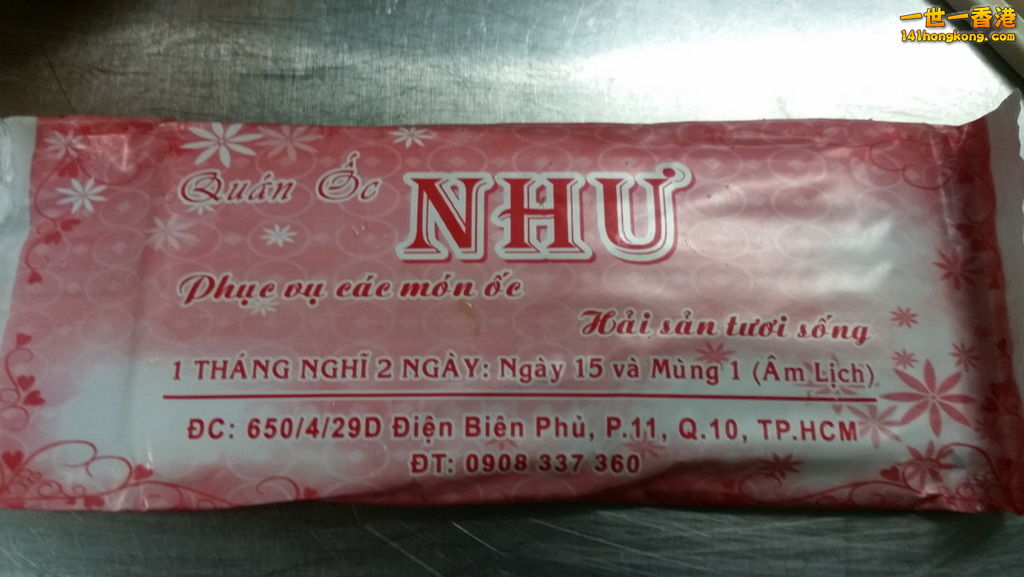 一世一香港
141hongkong.com
Quán Ốc NHƯ
Phục vụ các món ốc
Hải sản tươi sống
1 THÁNG NGHĨ 2 NGÀY: Ngày 15 và Mùng 1 (Âm Lịch)
ĐC: 650/4/29D Điện Biên Phủ, P.11, Q.10, TP.HCM
ĐT: 0908 337 360